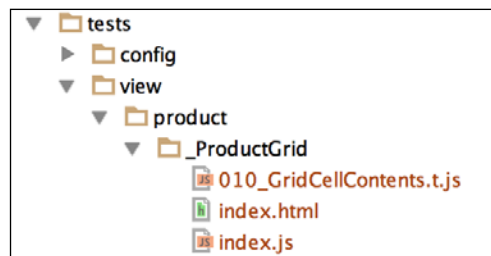 tests
config
view
product
_ProductGrid
010_GridCellContents.t.js
index.html
index.js